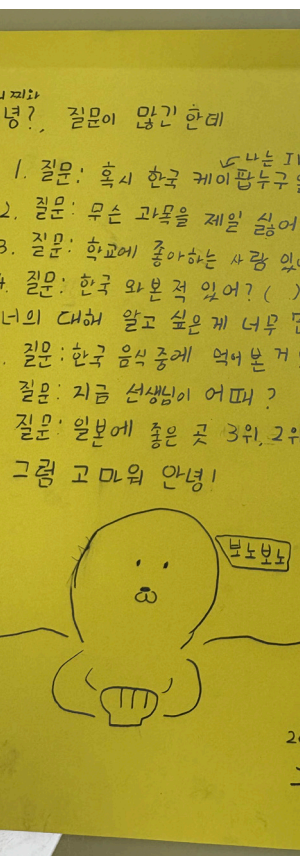 찌와
녕?, 질문이 많긴 한데
나는 IV
1. 질문: 혹시 한국 케이팝누구
2. 질문: 무슨 과목을 제일 싫어
3. 질문: 학교에 좋아하는 사람 있
질문: 한국 와본 적 있어? ( )
너의 대해 알고 싶은 게 너무
질문: 한국 음식 중에 먹어 본 거
질문: 지금 선생님이 어때?
질문: 일본에 좋은 곳 3위, 2위
그럼 고마워 안녕!
보노보노